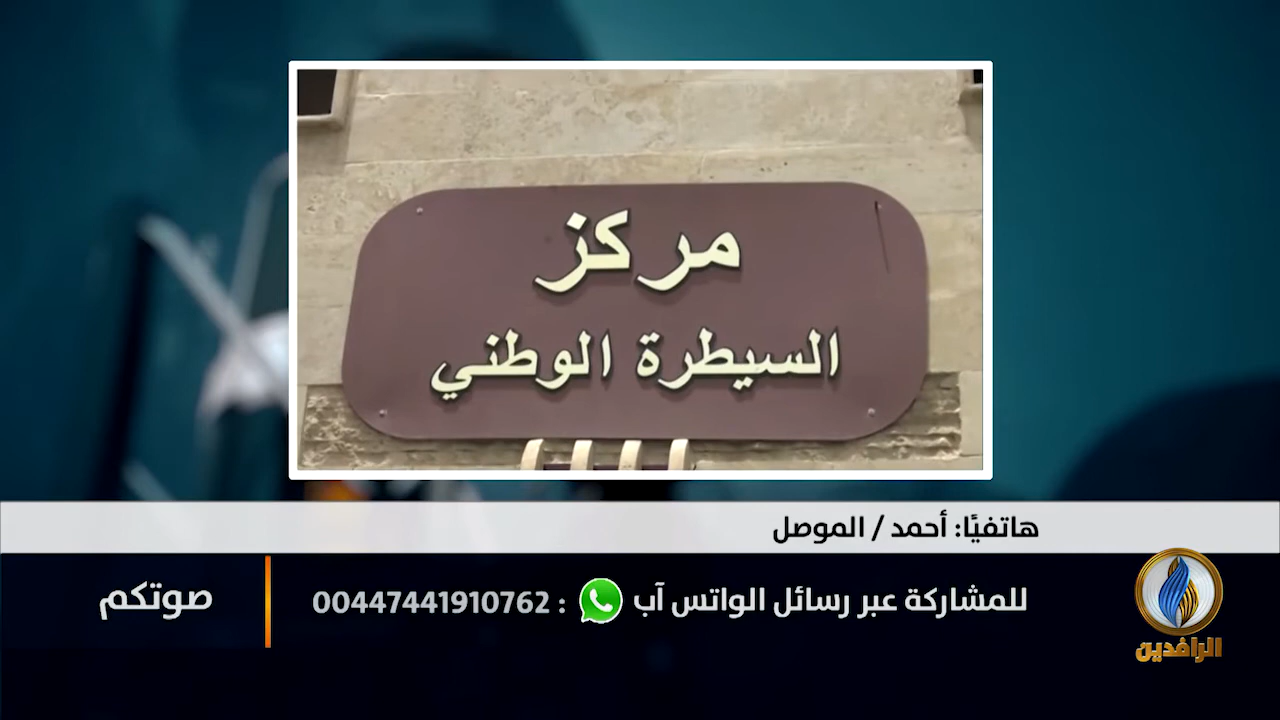 مركز
السيطرة الوطني
هاتفيًا: أحمد / الموصل
للمشاركة عبر رسائل الواتس آب : 00447441910762
صوتكم
الرافدين